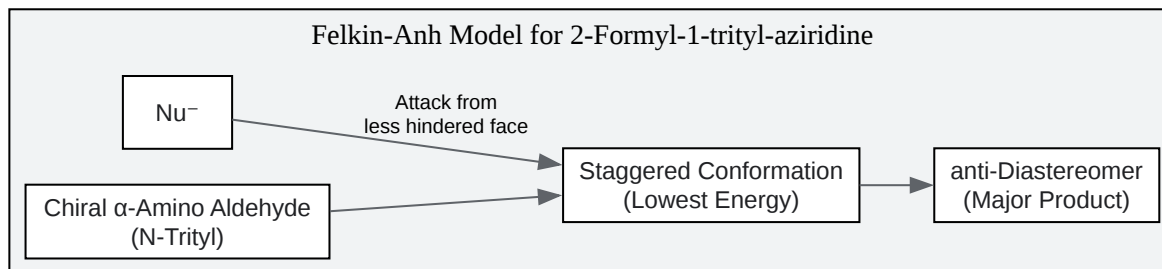 Felkin-Anh Model for 2-Formyl-1-trityl-aziridine
Nu⁻
Attack from
less hindered face
Chiral α-Amino Aldehyde
(N-Trityl)
Staggered Conformation
(Lowest Energy)
anti-Diastereomer
(Major Product)